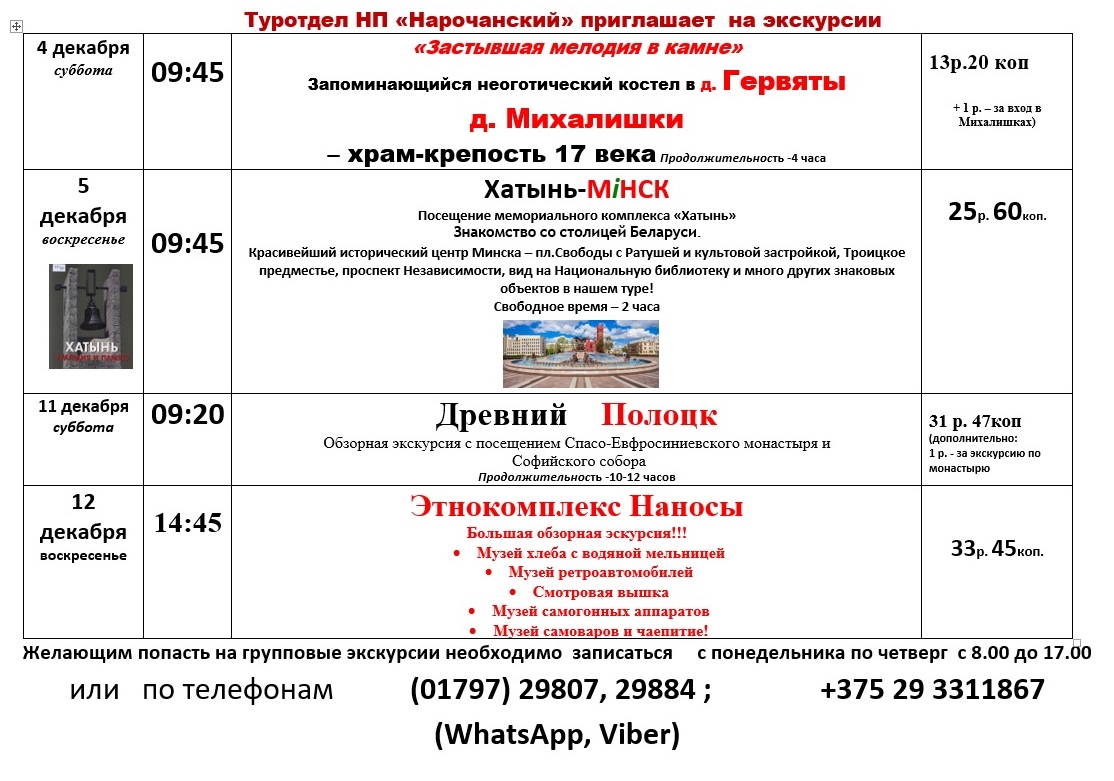 Туротдел НП «Нарочанский» приглашает на экскурсии
4 декабря
суббота
09:45
«Застывшая мелодия в камне»
Запоминающийся неоготический костел в д. Гервяты
д. Михалишки
– храм-крепость 17 века Продолжительность -4 часа
13р.20 коп
+ 1 р. – за вход в
Михалишках)
5
декабря
воскресенье
ХАТЫНЬ
09:45
Хатынь-МіНСК
Посещение мемориального комплекса «Хатынь»
Знакомство со столицей Беларуси.
Красивейший исторический центр Минска – пл.Свободы с Ратушей и культовой застройкой, Троицкое
предместье, проспект Независимости, вид на Национальную библиотеку и много других знаковых
объектов в нашем туре!
Свободное время – 2 часа
25р. 60коп.
11 декабря
суббота
09:20
Древний Полоцк
Обзорная экскурсия с посещением Спасо-Евфросиниевского монастыря и
Софийского собора
Продолжительность -10-12 часов
31 р. 47коп
(дополнительно:
1 р. - за экскурсию по
монастырю
12
декабря
воскресенье
14:45
Этнокомплекс Наносы
Большая обзорная эскурсия!!!
• Музей хлеба с водяной мельницей
• Музей ретроавтомобилей
• Смотровая вышка
• Музей самогонных аппаратов
• Музей самоваров и чаепитие!
33р. 45коп.
Желающим попасть на групповые экскурсии необходимо записаться с понедельника по четверг с 8.00 до 17.00
или по телефонам (01797) 29807, 29884 ; +375 29 3311867
(WhatsApp, Viber)